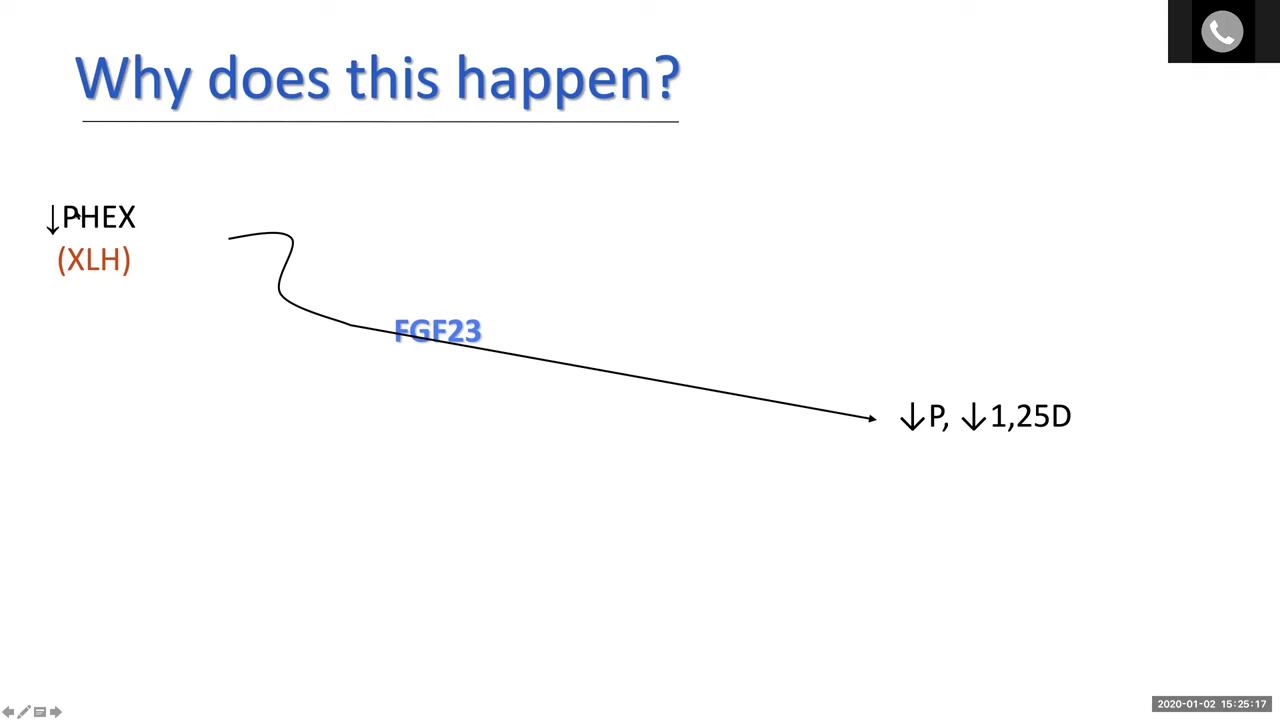 Why does this happen?
↓PHEX
(XLH)
FGF23
↓P, ↓1,25D
2020-01-02 15:25:17